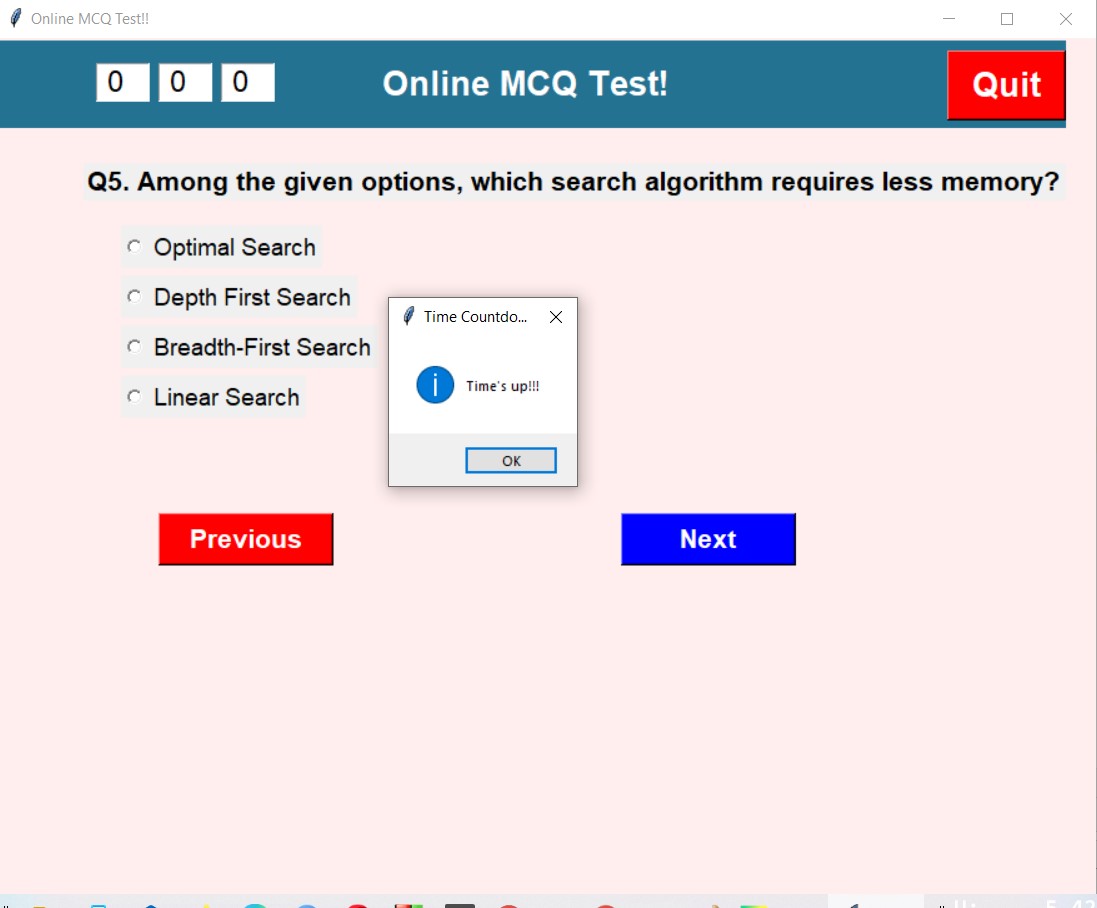 Online MCQ Test!!
0 0 0 Online MCQ Test! Quit
Q5. Among the given options, which search algorithm requires less memory?
Optimal Search
Depth First Search
Breadth-First Search
Linear Search
Time Countdo...
Time's up!!!
OK
Previous Next